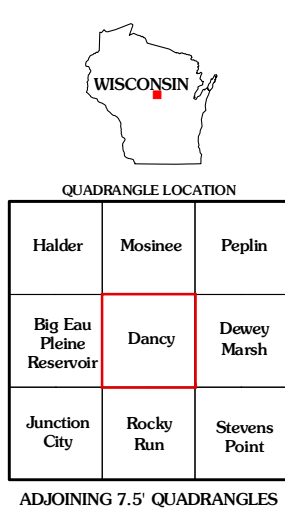 WISCONSIN
QUADRANGLE LOCATION
Halder
Mosinee
Peplin
Big Eau
Pleine
Reservoir
Dancy
Dewey
Marsh
Junction
City
Rocky
Run
Stevens
Point
ADJOINING 7.5' QUADRANGLES